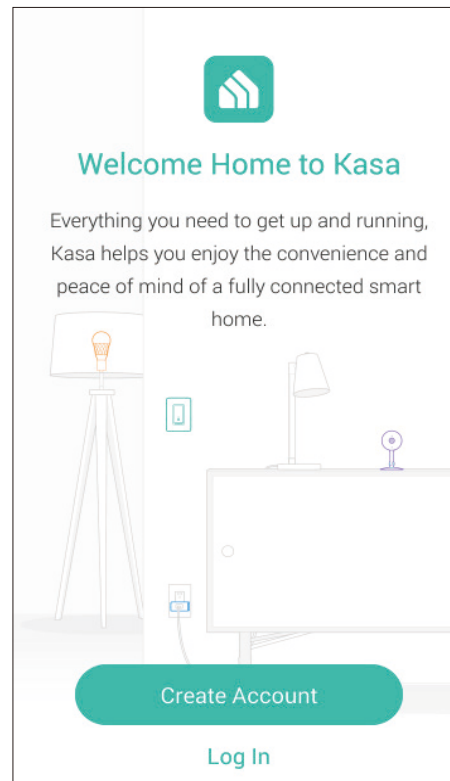 Welcome Home to Kasa
Everything you need to get up and running,
Kasa helps you enjoy the convenience and
peace of mind of a fully connected smart
home.
Create Account
Log In